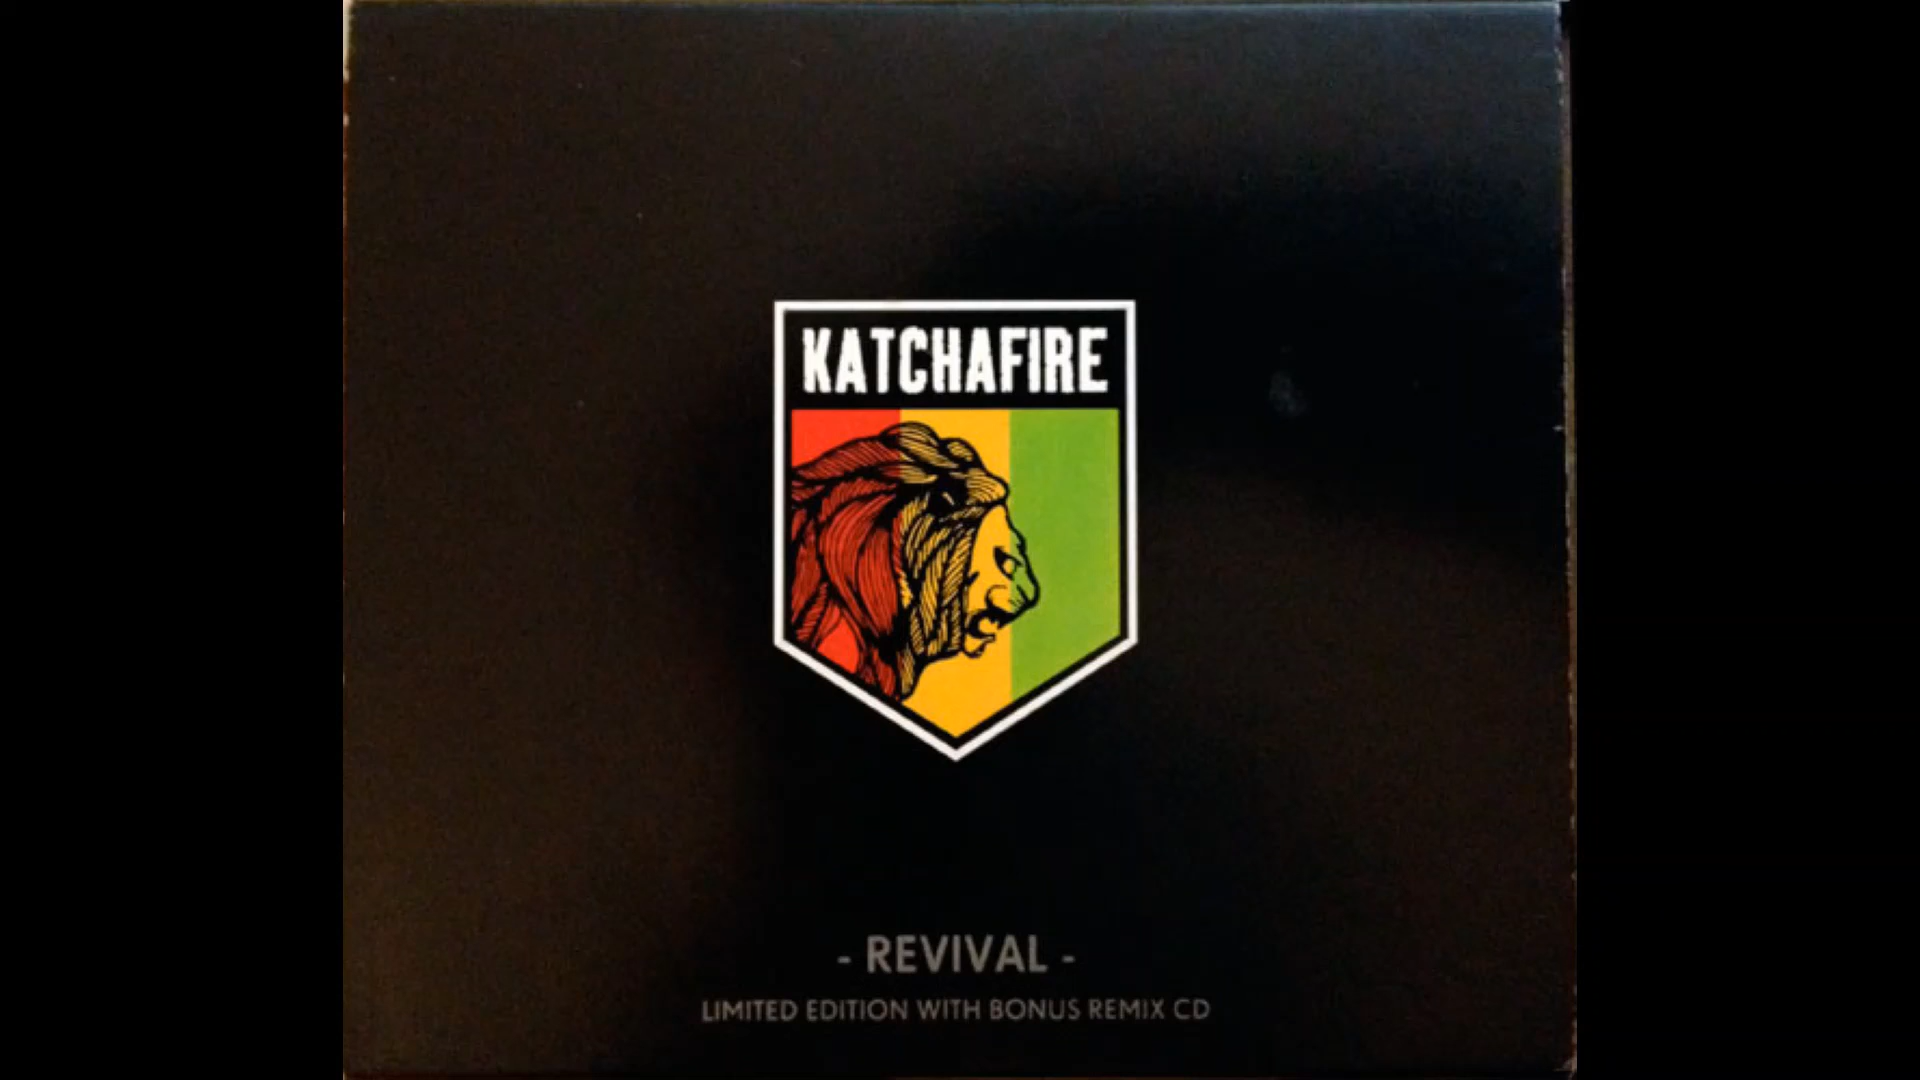 KATCHAFIRE
- REVIVAL -
LIMITED EDITION WITH BONUS REMIX CD